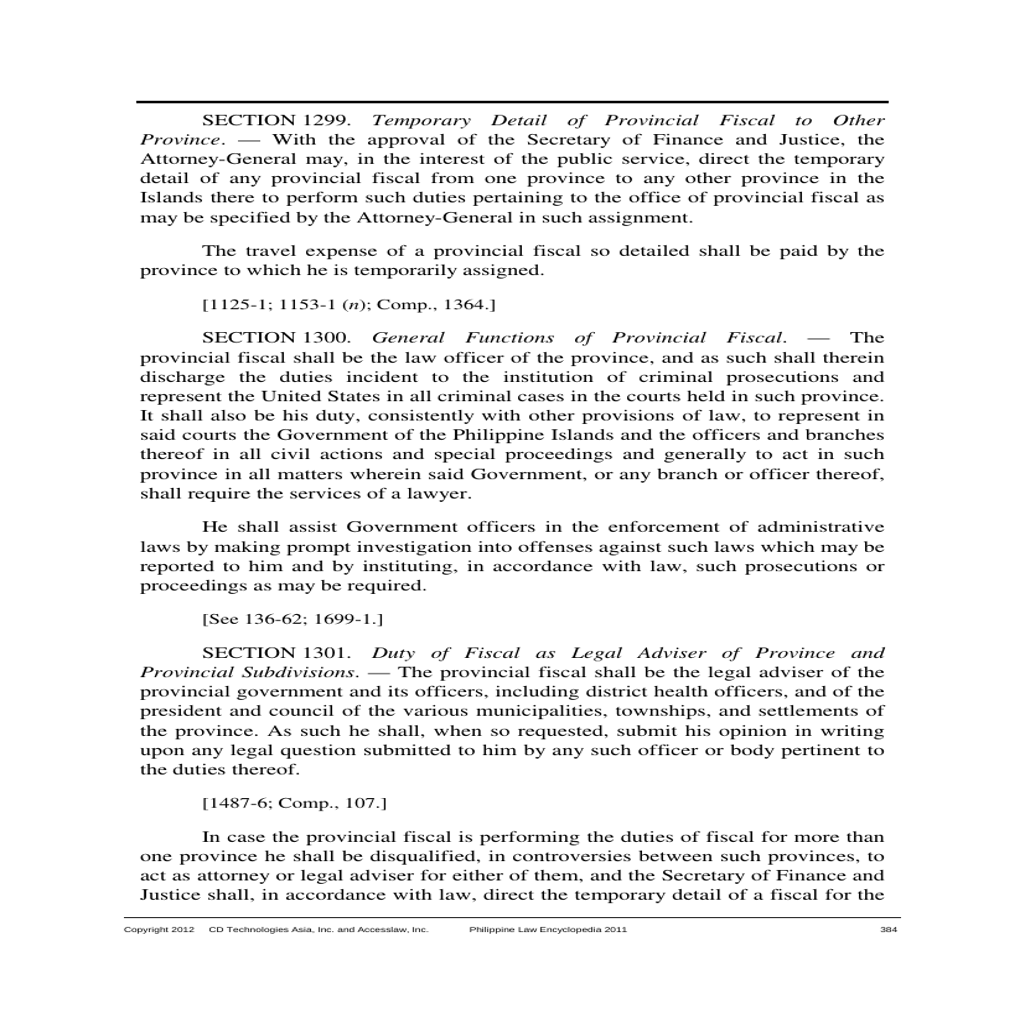 SECTION 1299. Temporary Detail of Provincial Fiscal to Other
Province. — With the approval of the Secretary of Finance and Justice, the
Attorney-General may, in the interest of the public service, direct the temporary
detail of any provincial fiscal from one province to any other province in the
Islands there to perform such duties pertaining to the office of provincial fiscal as
may be specified by the Attorney-General in such assignment.
The travel expense of a provincial fiscal so detailed shall be paid by the
province to which he is temporarily assigned.
[1125-1; 1153-1 (n); Comp., 1364.]
SECTION 1300. General Functions of Provincial Fiscal. — The
provincial fiscal shall be the law officer of the province, and as such shall therein
discharge the duties incident to the institution of criminal prosecutions and
represent the United States in all criminal cases in the courts held in such province.
It shall also be his duty, consistently with other provisions of law, to represent in
said courts the Government of the Philippine Islands and the officers and branches
thereof in all civil actions and special proceedings and generally to act in such
province in all matters wherein said Government, or any branch or officer thereof,
shall require the services of a lawyer.
He shall assist Government officers in the enforcement of administrative
laws by making prompt investigation into offenses against such laws which may be
reported to him and by instituting, in accordance with law, such prosecutions or
proceedings as may be required.
[See 136-62; 1699-1.]
SECTION 1301. Duty of Fiscal as Legal Adviser of Province and
Provincial Subdivisions. — The provincial fiscal shall be the legal adviser of the
provincial government and its officers, including district health officers, and of the
president and council of the various municipalities, townships, and settlements of
the province. As such he shall, when so requested, submit his opinion in writing
upon any legal question submitted to him by any such officer or body pertinent to
the duties thereof.
[1487-6; Comp., 107.]
In case the provincial fiscal is performing the duties of fiscal for more than
one province he shall be disqualified, in controversies between such provinces, to
act as attorney or legal adviser for either of them, and the Secretary of Finance and
Justice shall, in accordance with law, direct the temporary detail of a fiscal for the
Copyright 2012 CD Technologies Asia, Inc. and Accesslaw, Inc. Philippine Law Encyclopedia 2011 384